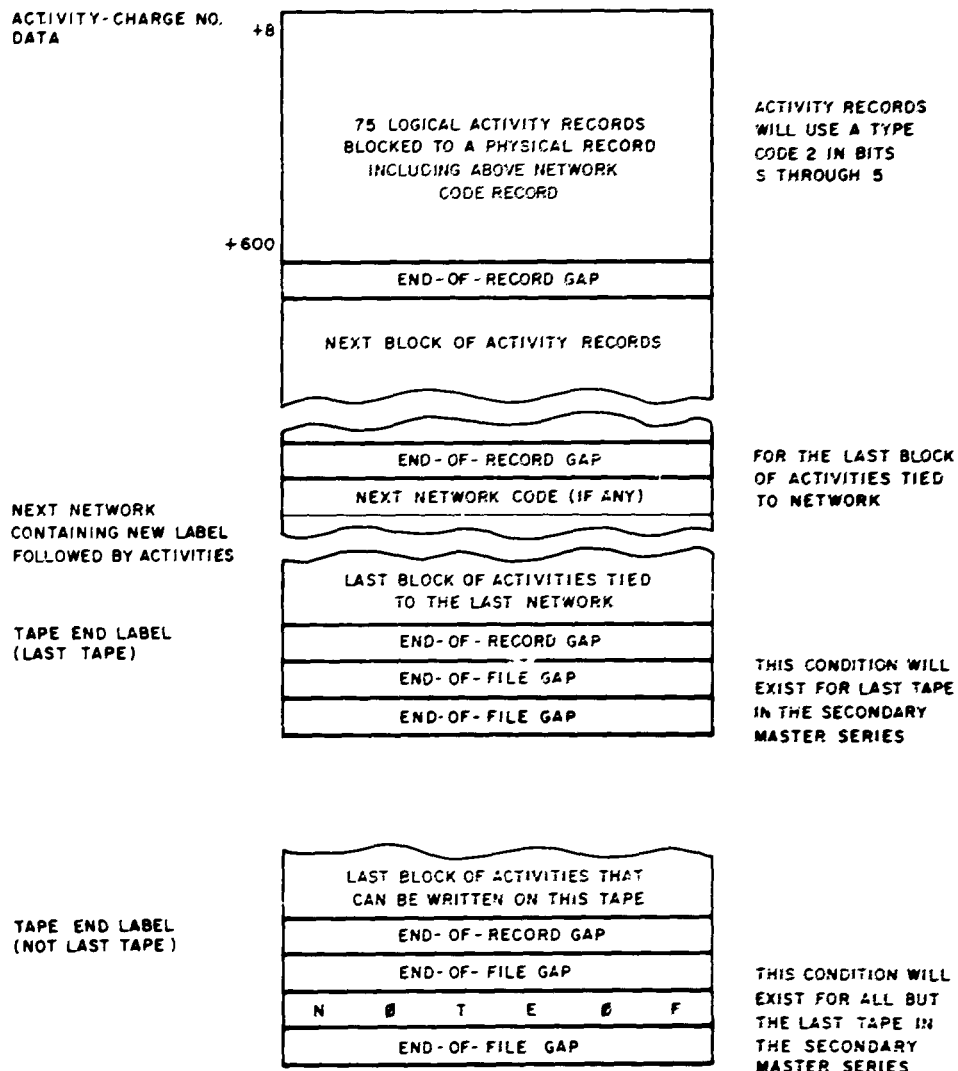 ACTIVITY-CHARGE NO.
DATA
+8
75 LOGICAL ACTIVITY RECORDS
BLOCKED TO A PHYSICAL RECORD
INCLUDING ABOVE NETWORK
CODE RECORD
ACTIVITY RECORDS
WILL USE A TYPE
CODE 2 IN BITS
S THROUGH 5
+600
END-OF-RECORD GAP
NEXT BLOCK OF ACTIVITY RECORDS
END-OF-RECORD GAP
FOR THE LAST BLOCK
OF ACTIVITIES TIED
TO NETWORK
NEXT NETWORK CODE (IF ANY)
NEXT NETWORK
CONTAINING NEW LABEL
FOLLOWED BY ACTIVITIES
LAST BLOCK OF ACTIVITIES TIED
TO THE LAST NETWORK
TAPE END LABEL
(LAST TAPE)
END-OF-RECORD GAP
END-OF-FILE GAP
END-OF-FILE GAP
THIS CONDITION WILL
EXIST FOR LAST TAPE
IN THE SECONDARY
MASTER SERIES
LAST BLOCK OF ACTIVITIES THAT
CAN BE WRITTEN ON THIS TAPE
TAPE END LABEL
(NOT LAST TAPE)
END-OF-RECORD GAP
END-OF-FILE GAP
N Ø T E Ø F
END-OF-FILE GAP
THIS CONDITION WILL
EXIST FOR ALL BUT
THE LAST TAPE IN
THE SECONDARY
MASTER SERIES